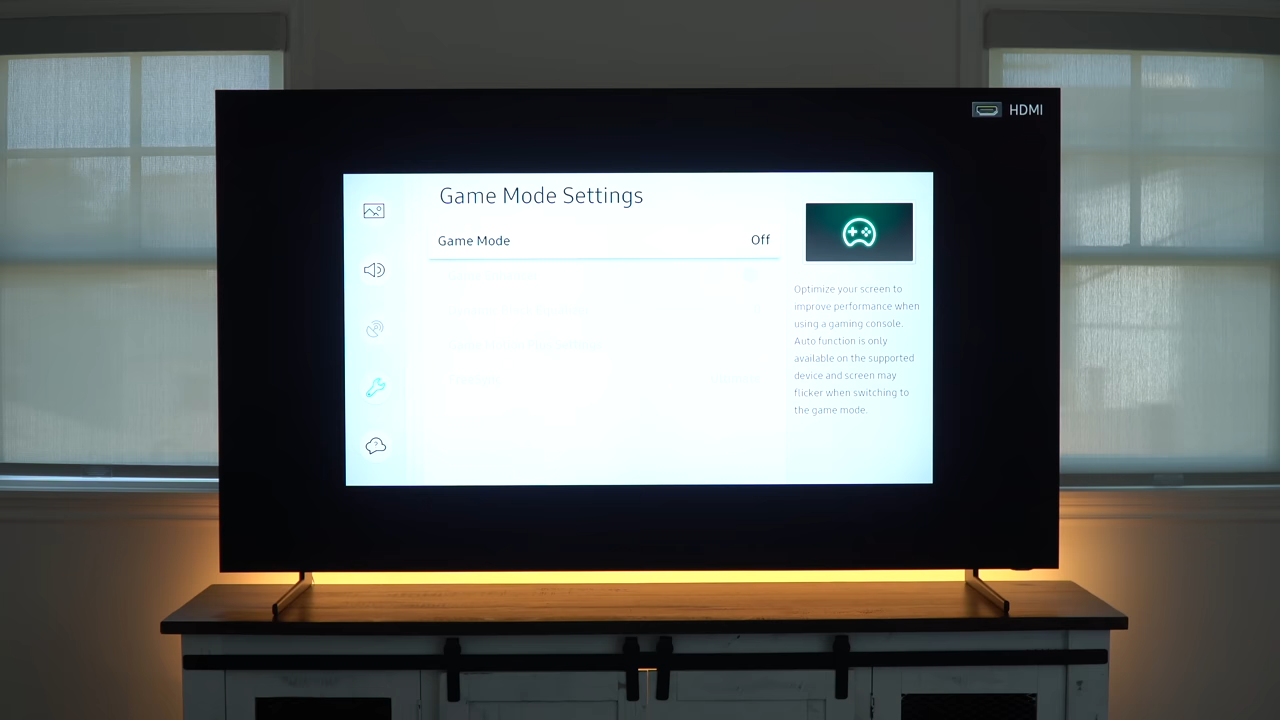 HDMI
Game Mode Settings
Game Mode Off
Optimize your screen to
improve performance when
using a gaming console.
Auto function is only
available on the supported
device and screen may
flicker when switching to
the game mode.